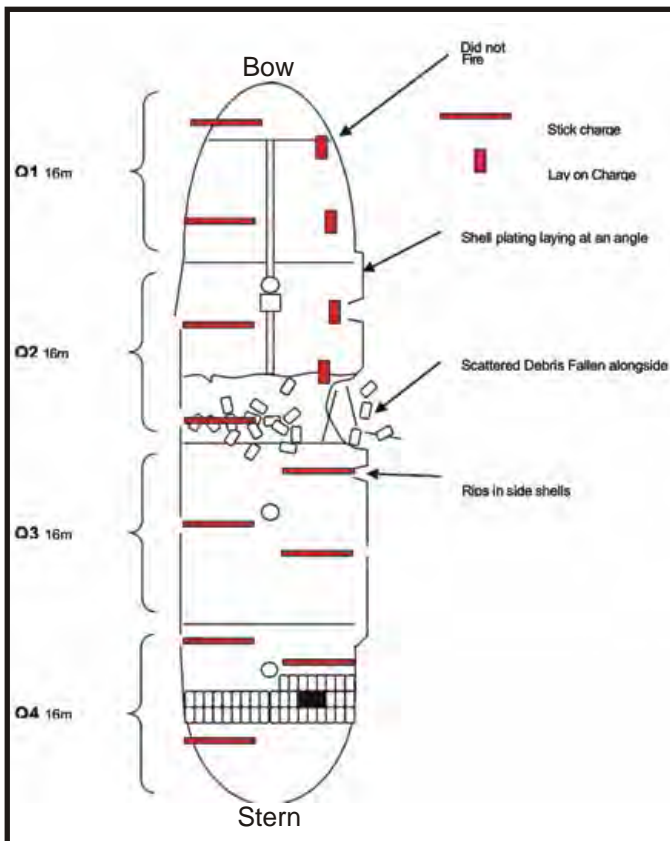 Bow
Did not
Fire
Stick charge
Lay on Charge
Q1 16m
Shell plating laying at an angle
Q2 16m
Scattered Debris Fallen alongside
Rips in side shells
Q3 16m
Q4 16m
Stern